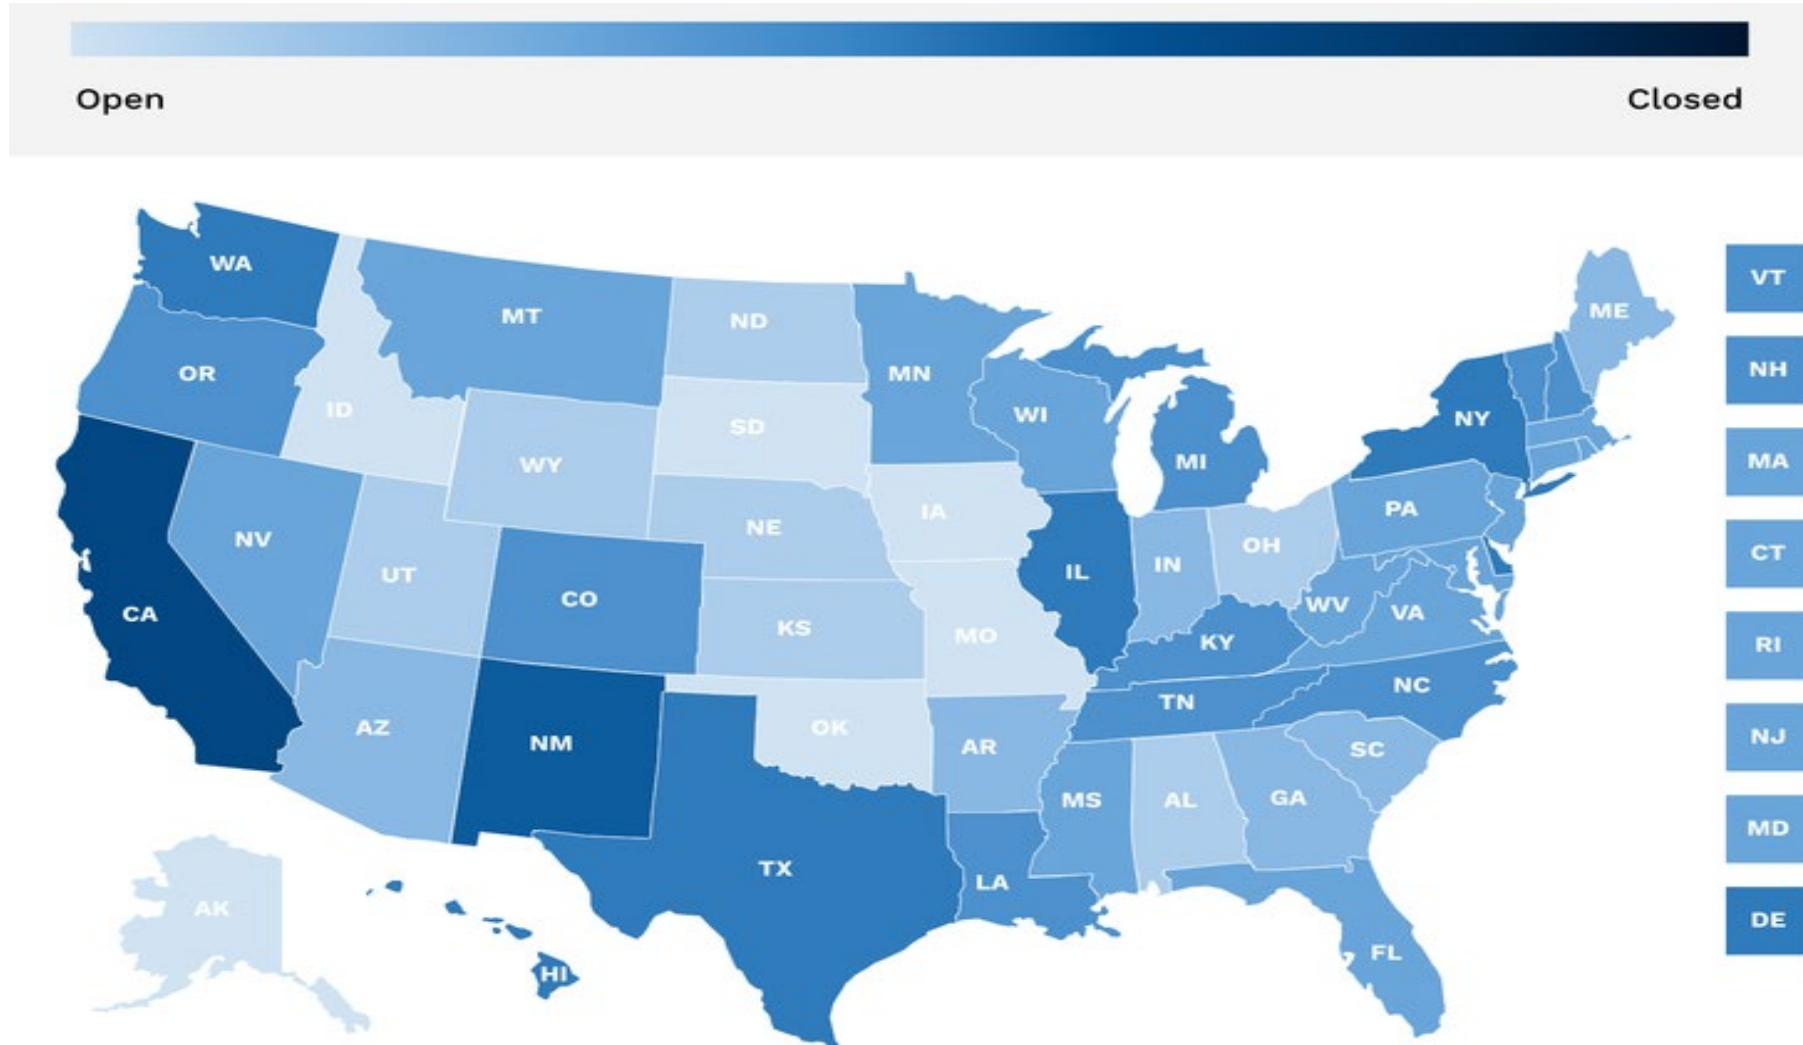 Open
Closed
WA
MT
ND
MN
ME
VT
OR
ID
SD
WI
MI
NY
NH
WY
IA
PA
MA
NV
NE
OH
IN
CT
UT
CO
IL
WV
VA
CA
KS
MO
KY
RI
AZ
NM
OK
TN
NC
AR
SC
NJ
TX
MS
AL
GA
MD
AK
LA
FL
DE
HI